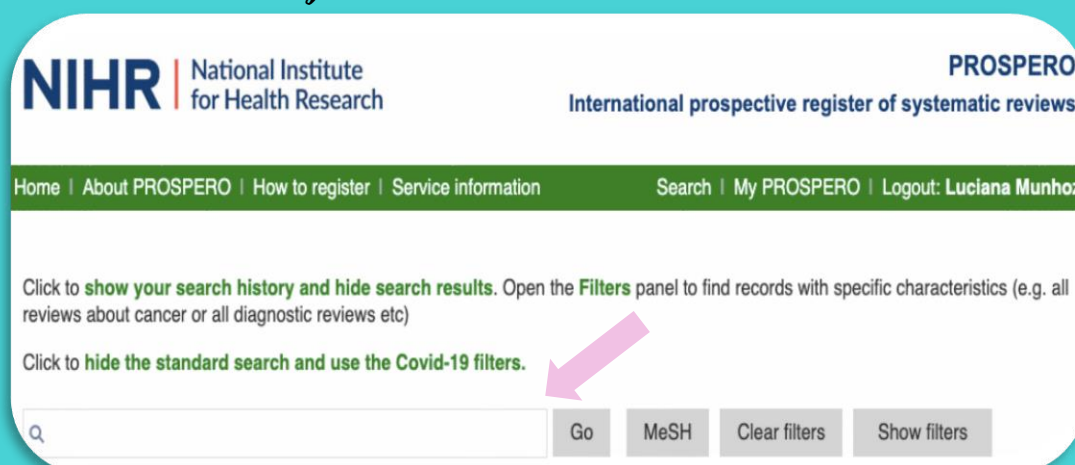 NIHR | National Institute
for Health Research
PROSPERO
International prospective register of systematic reviews
Home | About PROSPERO | How to register | Service information Search | My PROSPERO | Logout: Luciana Munhoz
Click to show your search history and hide search results. Open the Filters panel to find records with specific characteristics (e.g. all
reviews about cancer or all diagnostic reviews etc)
Click to hide the standard search and use the Covid-19 filters.
Go MeSH Clear filters Show filters